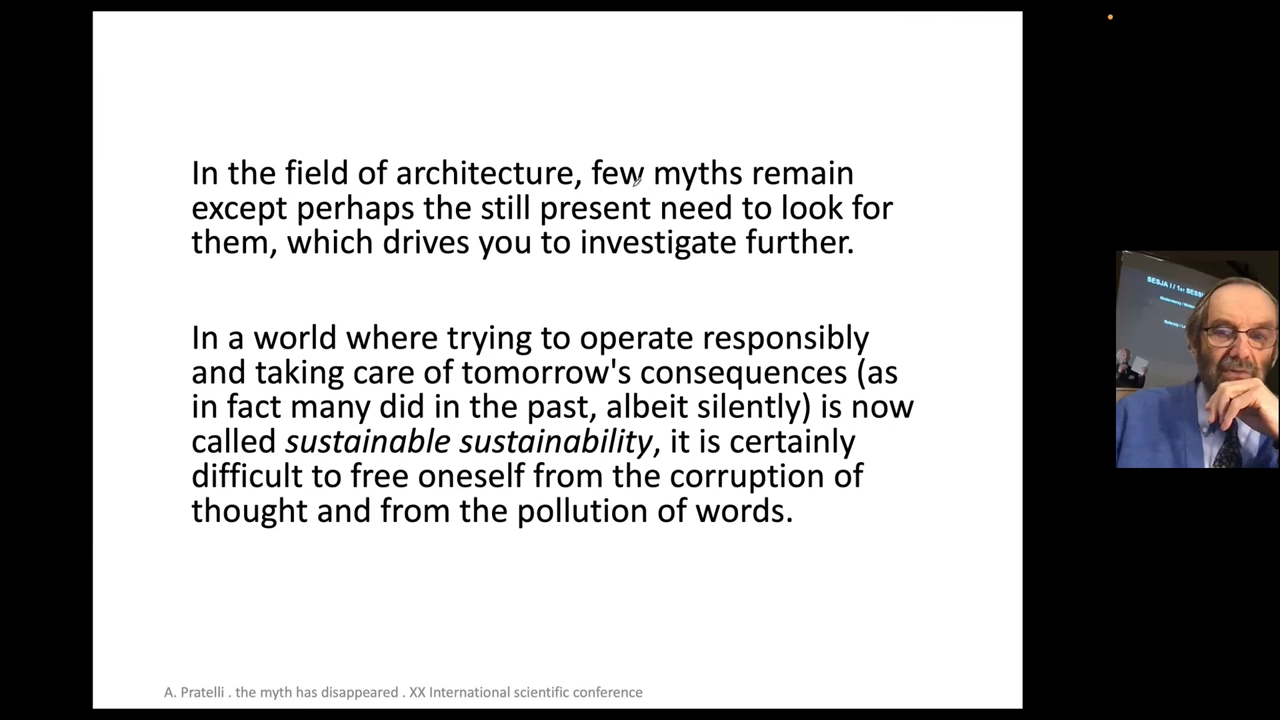 In the field of architecture, few myths remain
except perhaps the still present need to look for
them, which drives you to investigate further.
In a world where trying to operate responsibly
and taking care of tomorrow's consequences (as
in fact many did in the past, albeit silently) is now
called sustainable sustainability, it is certainly
difficult to free oneself from the corruption of
thought and from the pollution of words.
A. Pratelli . the myth has disappeared . XX International scientific conference
SESJA I / 1er